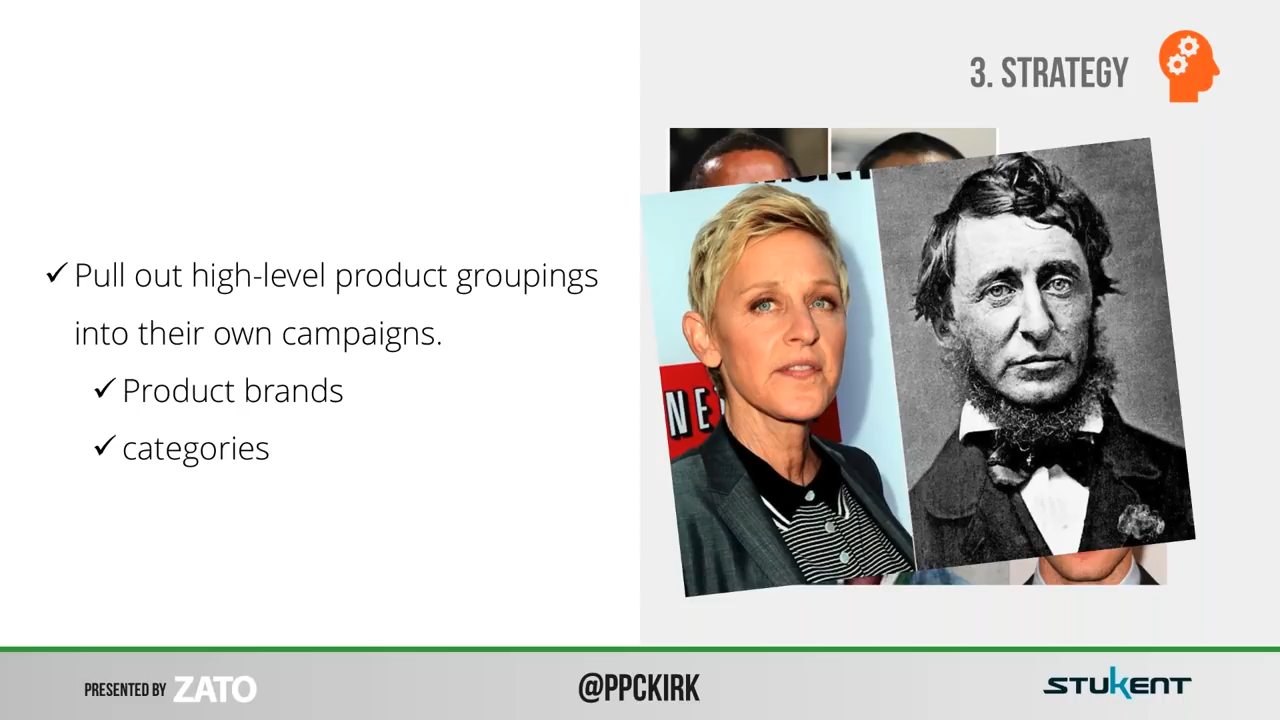 3. STRATEGY
✓ Pull out high-level product groupings
into their own campaigns.
✓ Product brands
✓ categories
NE
PRESENTED BY ZATO
@PPCKIRK
STUKENT